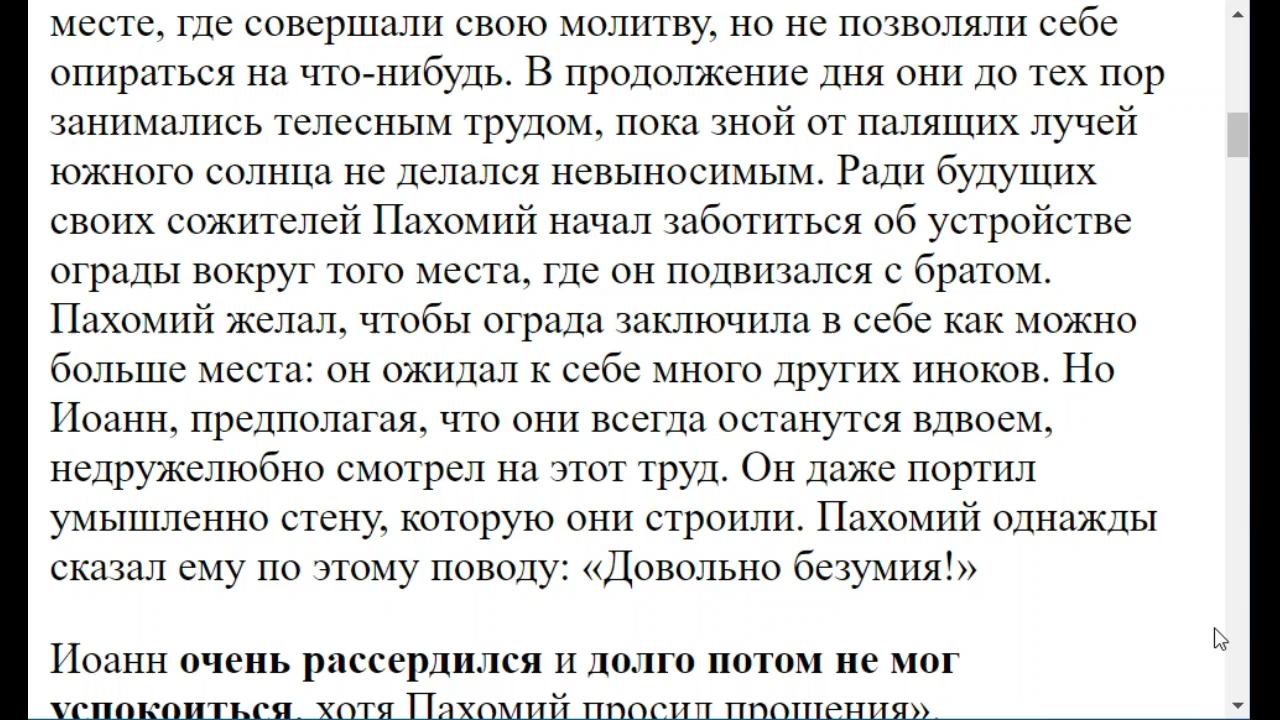 месте, где совершали свою молитву, но не позволяли себе
опираться на что-нибудь. В продолжение дня они до тех пор
занимались телесным трудом, пока зной от палящих лучей
южного солнца не делался невыносимым. Ради будущих
своих сожителей Пахомий начал заботиться об устройстве
ограды вокруг того места, где он подвизался с братом.
Пахомий желал, чтобы ограда заключила в себе как можно
больше места: он ожидал к себе много других иноков. Но
Иоанн, предполагая, что они всегда останутся вдвоем,
недружелюбно смотрел на этот труд. Он даже портил
умышленно стену, которую они строили. Пахомий однажды
сказал ему по этому поводу: «Довольно безумия!»
Иоанн очень рассердился и долго потом не мог
успокоиться, хотя Пахомий просил прощения».